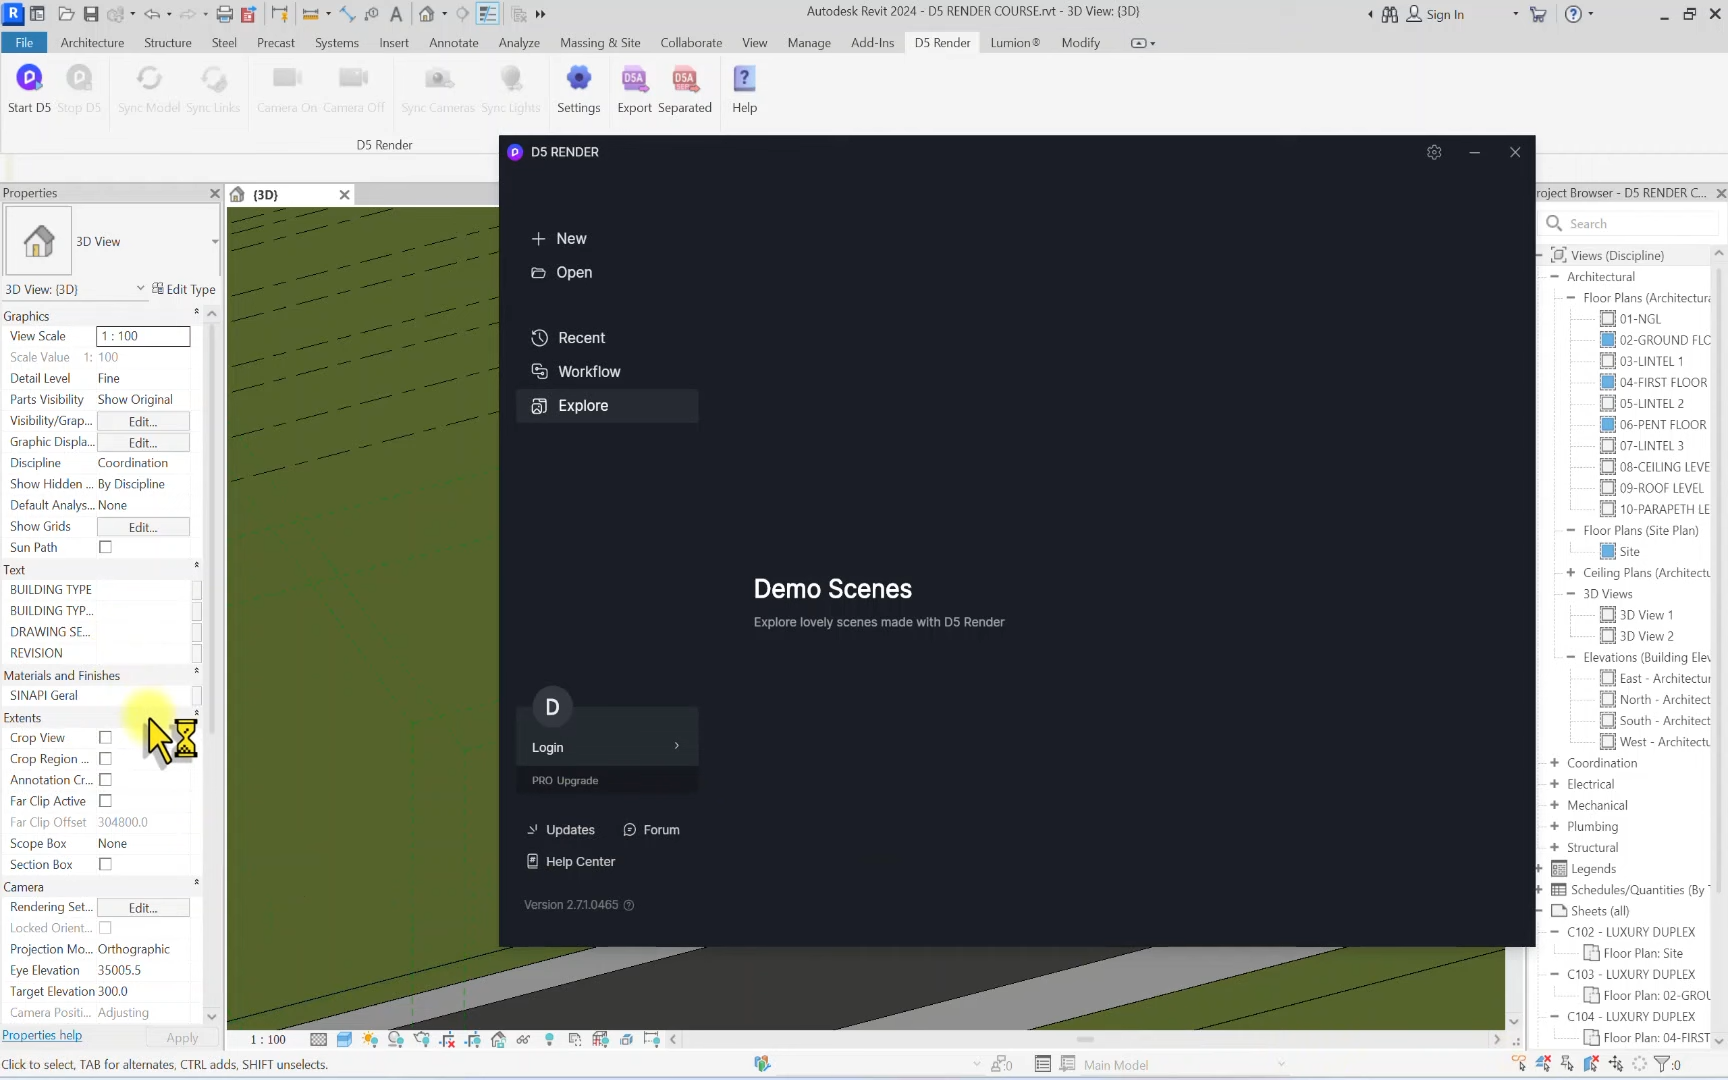 Autodesk Revit 2024 - D5 RENDER COURSE.rvt - 3D View: {3D}
Sign In
File Architecture Structure Steel Precast Systems Insert Annotate Analyze Massing & Site Collaborate View Manage Add-Ins D5 Render Lumion® Modify
Start D5 Stop D5 Sync Model Sync Links Camera On Camera Off Sync Cameras Sync Lights Settings Export Separated Help
D5 Render
Properties
3D View
3D View: {3D}
Edit Type
Graphics
View Scale 1 : 100
Scale Value 1: 100
Detail Level Fine
Parts Visibility Show Original
Visibility/Grap... Edit...
Graphic Displa... Edit...
Discipline Coordination
Show Hidden ... By Discipline
Default Analys... None
Show Grids Edit...
Sun Path
Text
BUILDING TYPE
BUILDING TYP...
DRAWING SE...
REVISION
Materials and Finishes
SINAPI Geral
Extents
Crop View
Crop Region ...
Annotation Cr...
Far Clip Active
Far Clip Offset 304800.0
Scope Box None
Section Box
Camera
Rendering Set... Edit...
Locked Orient...
Projection Mo... Orthographic
Eye Elevation 35005.5
Target Elevation 300.0
Camera Positi... Adjusting
Properties help
Apply
{3D}
D5 RENDER
New
Open
Recent
Workflow
Explore
Demo Scenes
Explore lovely scenes made with D5 Render
D
Login
PRO Upgrade
Updates Forum
Help Center
Version 2.7.1.0465
roject Browser - D5 RENDER C...
Search
Views (Discipline)
Architectural
Floor Plans (Architectura
01-NGL
02-GROUND FLO
03-LINTEL 1
04-FIRST FLOOR
05-LINTEL 2
06-PENT FLOOR
07-LINTEL 3
08-CEILING LEVE
09-ROOF LEVEL
10-PARAPETH LE
Floor Plans (Site Plan)
Site
Ceiling Plans (Architectu
3D Views
3D View 1
3D View 2
Elevations (Building Elev
East - Architectur
North - Architect
South - Architect
West - Architectu
Coordination
Electrical
Mechanical
Plumbing
Structural
Legends
Schedules/Quantities (By T
Sheets (all)
C102 - LUXURY DUPLEX
Floor Plan: Site
C103 - LUXURY DUPLEX
Floor Plan: 02-GROU
C104 - LUXURY DUPLEX
Floor Plan: 04-FIRST
1 : 100
Click to select, TAB for alternates, CTRL adds, SHIFT unselects.
:0
Main Model
:0